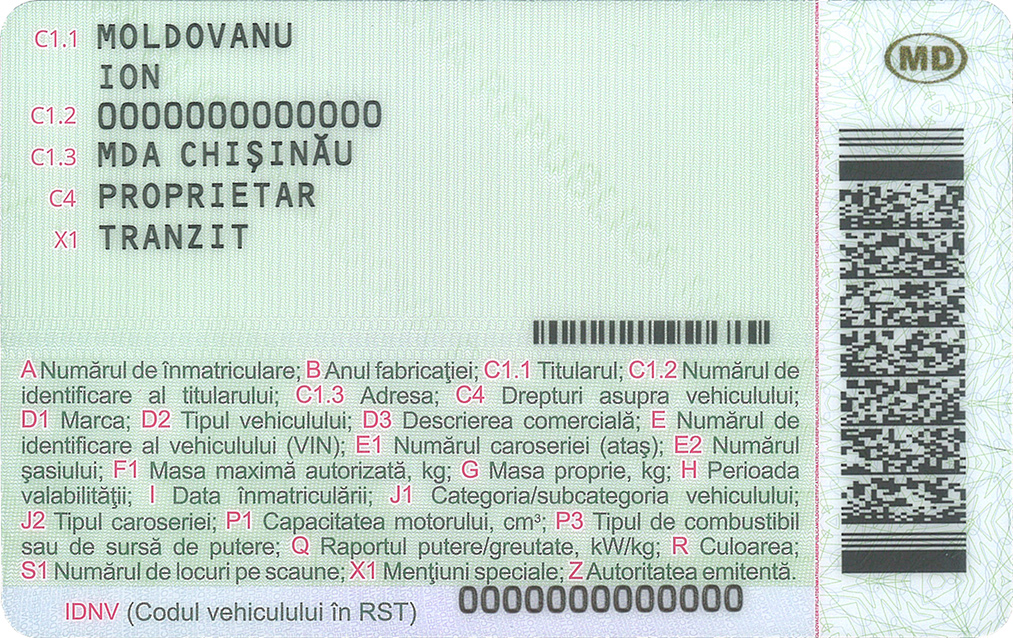 C1.1 MOLDOVANU
ION
C1.2 0000000000000
C1.3 MDA CHIŞINĂU
C4 PROPRIETAR
X1 TRANZIT
MD
A Numărul de înmatriculare; B Anul fabricaţiei; C1.1 Titularul; C1.2 Numărul de
identificare al titularului; C1.3 Adresa; C4 Drepturi asupra vehiculului;
D1 Marca; D2 Tipul vehiculului; D3 Descrierea comercială; E Numărul de
identificare al vehiculului (VIN); E1 Numărul caroseriei (ataş); E2 Numărul
şasiului; F1 Masa maximă autorizată, kg; G Masa proprie, kg; H Perioada
valabilităţii; I Data înmatriculării; J1 Categoria/subcategoria vehiculului;
J2 Tipul caroseriei; P1 Capacitatea motorului, cm³; P3 Tipul de combustibil
sau de sursă de putere; Q Raportul putere/greutate, kW/kg; R Culoarea;
S1 Numărul de locuri pe scaune; X1 Menţiuni speciale; Z Autoritatea emitentă.
IDNV (Codul vehiculului în RST) 0000000000000